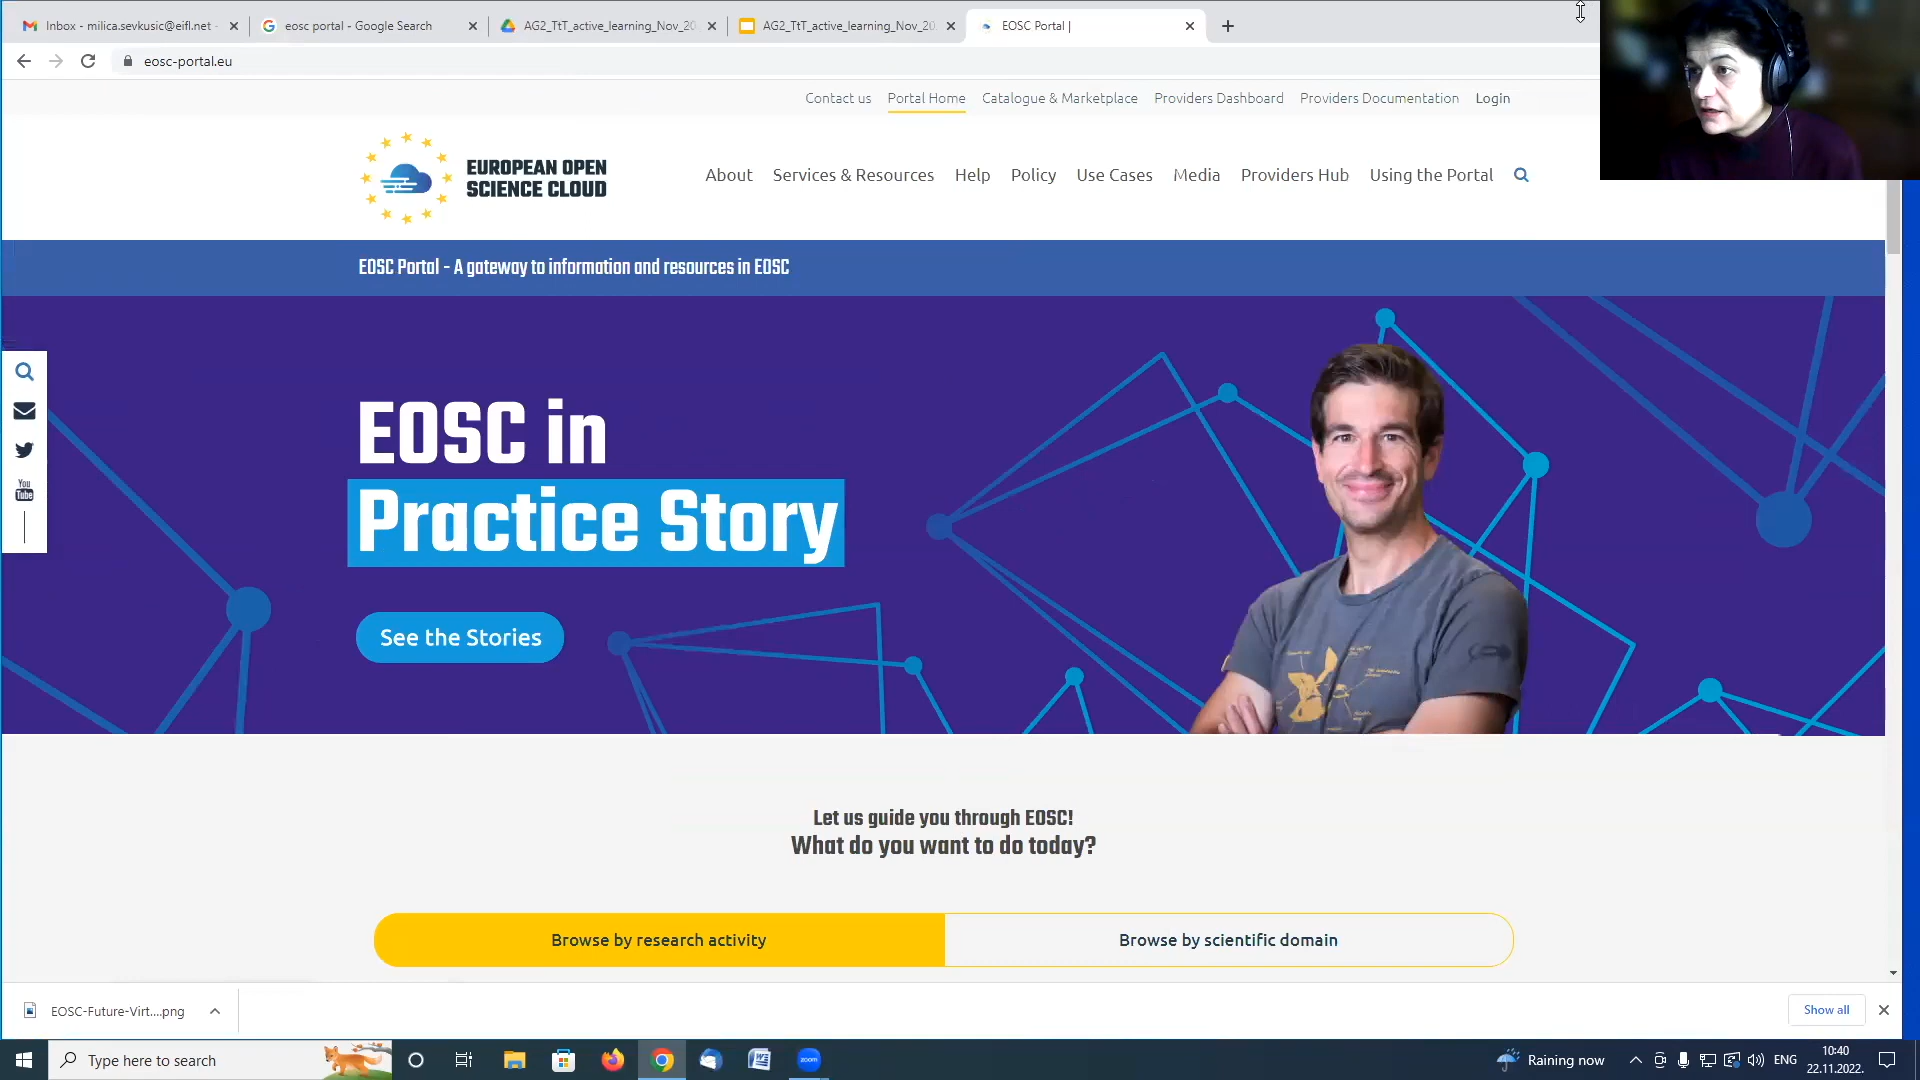 Inbox - milica.sevkusic@eifl.net -
eosc portal - Google Search
AG2_TtT_active_learning_Nov_20
AG2_TtT_active_learning_Nov_20
EOSC Portal |
eosc-portal.eu
Contact us
Portal Home
Catalogue & Marketplace
Providers Dashboard
Providers Documentation
Login
EUROPEAN OPEN
SCIENCE CLOUD
About
Services & Resources
Help
Policy
Use Cases
Media
Providers Hub
Using the Portal
EOSC Portal - A gateway to information and resources in EOSC
EOSC in
Practice Story
See the Stories
You
Tube
Let us guide you through EOSC!
What do you want to do today?
Browse by research activity
Browse by scientific domain
EOSC-Future-Virt....png
Show all
Type here to search
zoom
Raining now
ENG
10:40
22.11.2022.